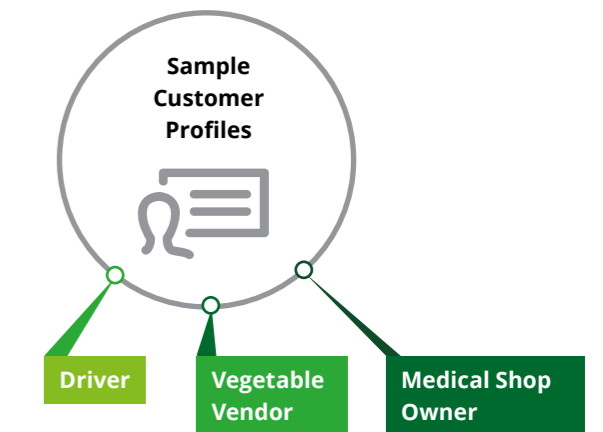 Sample
Customer
Profiles
Driver
Vegetable
Vendor
Medical Shop
Owner